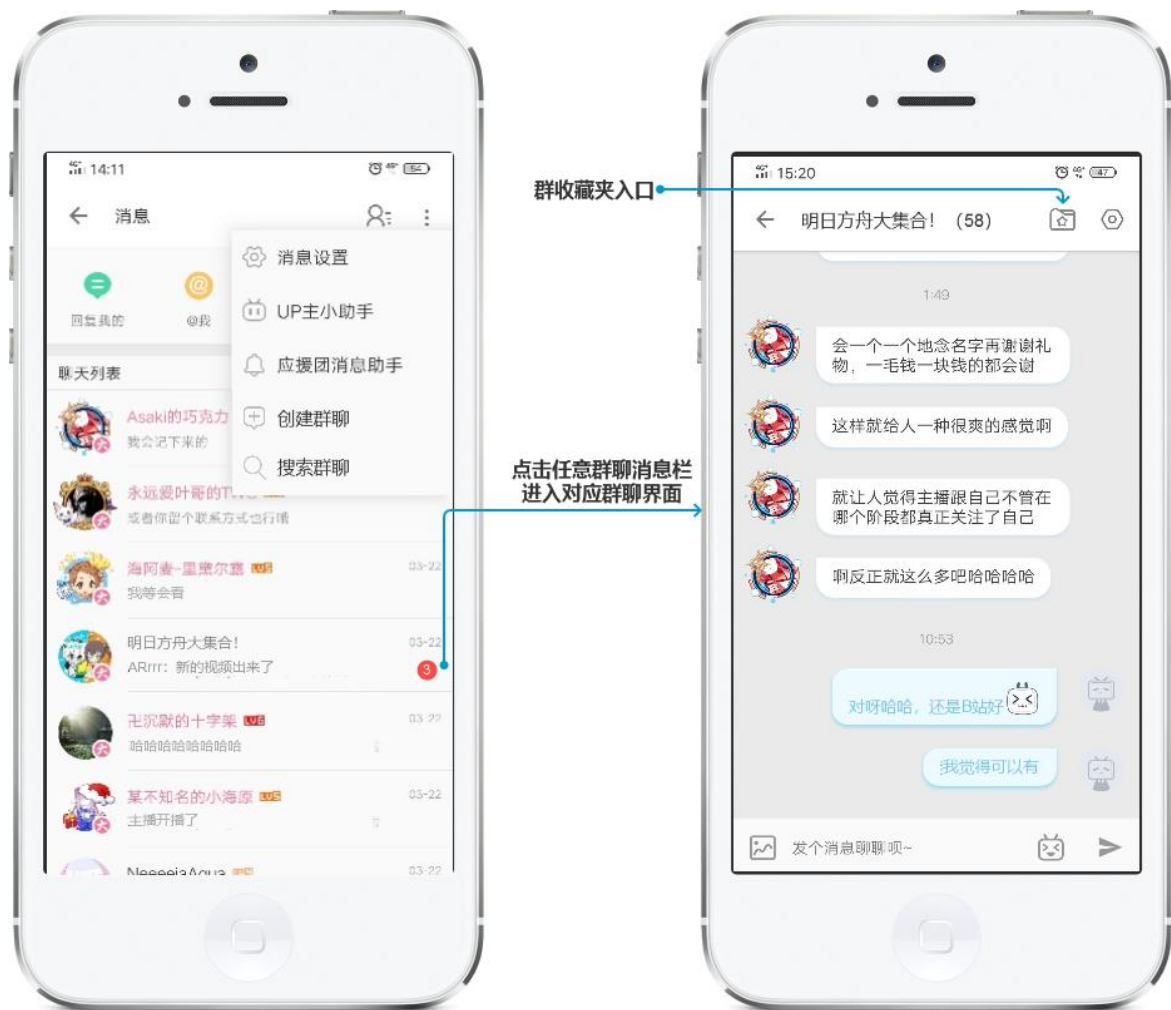 14:11
54
消息
消息设置
UP主小助手
应援团消息助手
创建群聊
搜索群聊
回复我的
@我
聊天列表
Asaki的巧克力
我会记下来的
永远爱叶哥的
或者你留个联系方式也行哦
海阿麦-里黛尔塞 LV5
03-22
我等会看
明日方舟大集合!
03-22
ARrrr: 新的视频出来了
3
卍沉默的十字架 LV6
03-22
哈哈哈哈哈哈哈哈
某不知名的小海原 LV5
03-22
主播开播了
03-22
群收藏夹入口
点击任意群聊消息栏
进入对应群聊界面
15:20
47
明日方舟大集合! (58)
1:49
会一个一个地念名字再谢谢礼
物，一毛钱一块钱的都会谢
这样就给人一种很爽的感觉啊
就让人觉得主播跟自己不管在
哪个阶段都真正关注了自己
啊反正就这么多吧哈哈哈哈
10:53
对呀哈哈，还是B站好
我觉得可以有
发个消息聊聊呗~